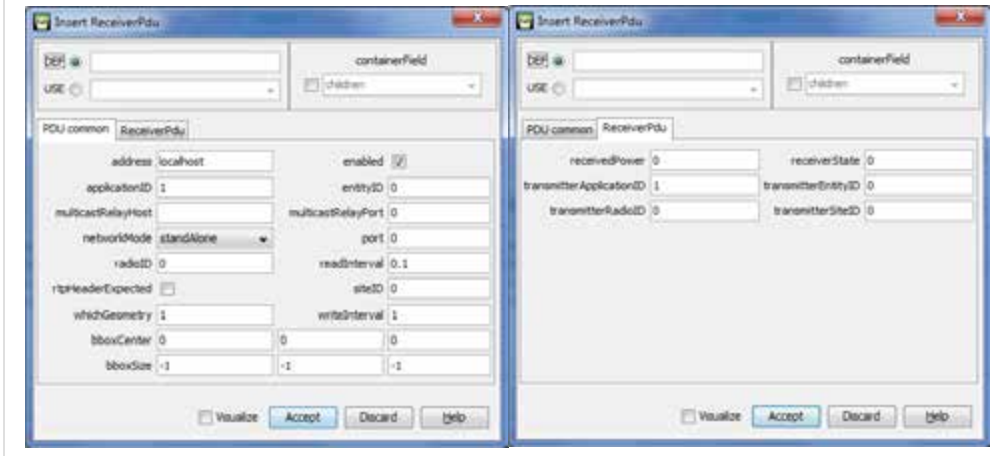 Insert ReceiverPdu
DEF
containerField
USE
children
PDU common ReceiverPdu
address localhost enabled
applicationID 1 entityID 0
multicastRelayHost multicastRelayPort 0
networkMode standAlone port 0
radioID 0 readInterval 0.1
rtpHeaderExpected siteID 0
whichGeometry 1 writeInterval 1
bboxCenter 0 0 0
bboxSize -1 -1 -1
Visualize Accept Discard Help
Insert ReceiverPdu
DEF
containerField
USE
children
PDU common ReceiverPdu
receivedPower 0 receiverState 0
transmitterApplicationID 1 transmitterEntityID 0
transmitterRadioID 0 transmitterSiteID 0
Visualize Accept Discard Help